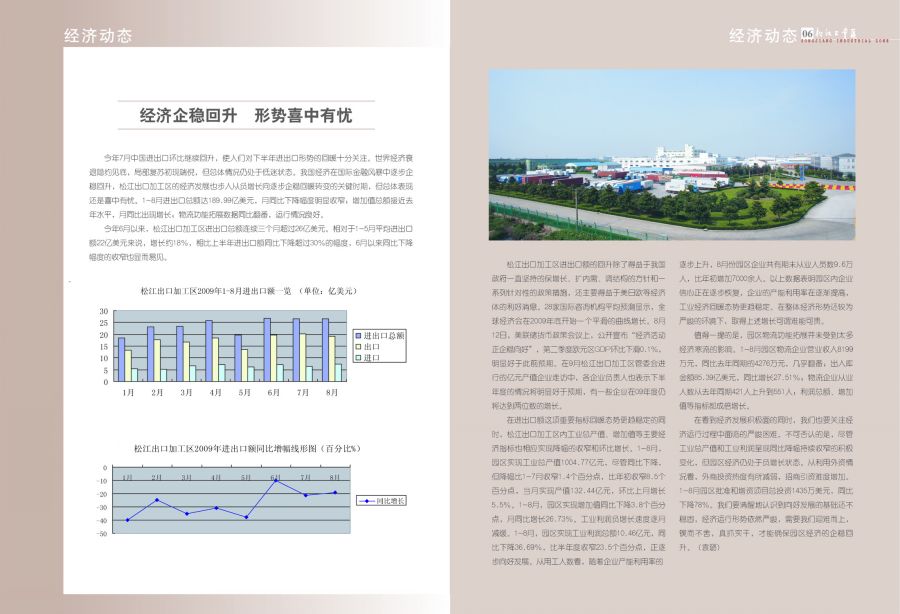 经济动态
经济企稳回升 形势喜中有忧
今年7月中国进出口环比继续回升，使人们对下半年进出口形势的回暖十分关注。世界经济衰
退隐约见底，局部复苏初现端倪，但总体情况仍处于低迷状态。我国经济在国际金融风暴中逐步企
稳回升，松江出口加工区的经济发展也步入从负增长向逐步企稳回暖转变的关键时期，但总体表现
还是喜中有忧。1-8月进出口总额达189.99亿美元，月同比下降幅度明显收窄；增加值总额接近去
年水平，月同比出现增长；物流功能拓展数据同比翻番，运行情况良好。
今年6月以来，松江出口加工区进出口总额连续三个月超过26亿美元，相对于1-5月平均进出口
额22亿美元来说，增长约18%，相比上半年进出口额同比下降超过30%的幅度，6月以来同比下降
幅度的收窄也显而易见。
松江出口加工区2009年1-8月进出口额一览 （单位：亿美元）
30
25
20
15
10
5
0
1月 2月 3月 4月 5月 6月 7月 8月
进出口总额
出口
进口
松江出口加工区2009年进出口额同比增幅线形图（百分比%）
0
-10
-20
-30
-40
-50
1月 2月 3月 4月 5月 6月 7月 8月
同比增长
经济动态 06
SONGJIANG INDUSTRIAL ZONE
松江出口加工区进出口额的回升除了得益于我国
政府一直坚持的保增长、扩内需、调结构的方针和一
系列针对性的政策措施，还主要得益于美日欧等经济
体的利好消息。28家国际咨询机构平均预测显示，全
球经济会在2009年底开始一个平滑的曲线增长。8月
12日，美联储货币政策会议上，公开宣布“经济活动
正企稳向好”，第二季度欧元区GDP环比下滑0.1%，
明显好于此前预期。在9月松江出口加工区管委会进
行的亿元产值企业走访中，各企业负责人也表示下半
年度的情况将明显好于预期，有一些企业在09年度仍
将达到两位数的增长。
在进出口额这项重要指标回暖态势更趋稳定的同
时，松江出口加工区内工业总产值、增加值等主要经
济指标也相应实现降幅的收窄和环比增长。1-8月，
园区实现工业总产值1004.77亿元，尽管同比下降，
但降幅比1-7月收窄1.4个百分点，比年初收窄8.5个
百分点。当月实现产值132.44亿元，环比上月增长
5.5%。1-8月，园区实现增加值同比下降3.8个百分
点，月同比增长26.73%。工业利润负增长速度逐月
减缓。1-8月，园区实现工业利润总额10.46亿元，同
比下降36.69%，比半年度收窄23.5个百分点，正逐
步向好发展。从用工人数看，随着企业产能利用率的
逐步上升，8月份园区企业共有期末从业人员数9.6万
人，比年初增加7000余人。以上数据表明园区内企业
信心正在逐步恢复，企业的产能利用率在逐渐提高，
工业经济回暖态势更趋稳定。在整体经济形势还较为
严峻的环境下，取得上述增长可谓难能可贵。
值得一提的是，园区物流功能拓展并未受到太多
经济寒流的影响。1-8月园区物流企业营业收入8199
万元，同比去年同期的4276万元，几乎翻番；出入库
金额85.39亿美元，同比增长27.51%；物流企业从业
人数从去年同期421人上升到551人；利润总额、增加
值等指标都成倍增长。
在看到经济发展积极面的同时，我们也要关注经
济运行过程中面临的严峻困难。不可否认的是，尽管
工业总产值和工业利润呈现同比降幅持续收窄的积极
变化，但园区经济仍处于负增长状态。从利用外资情
况看，外商投资热度有所减弱，招商引资难度增加。
1-8月园区批准和增资项目总投资1435万美元，同比
下降78%。我们要清醒地认识到向好发展的基础还不
稳固，经济运行形势依然严峻，需要我们迎难而上，
锲而不舍，真抓实干，才能确保园区经济的企稳回
升。（袁璐）